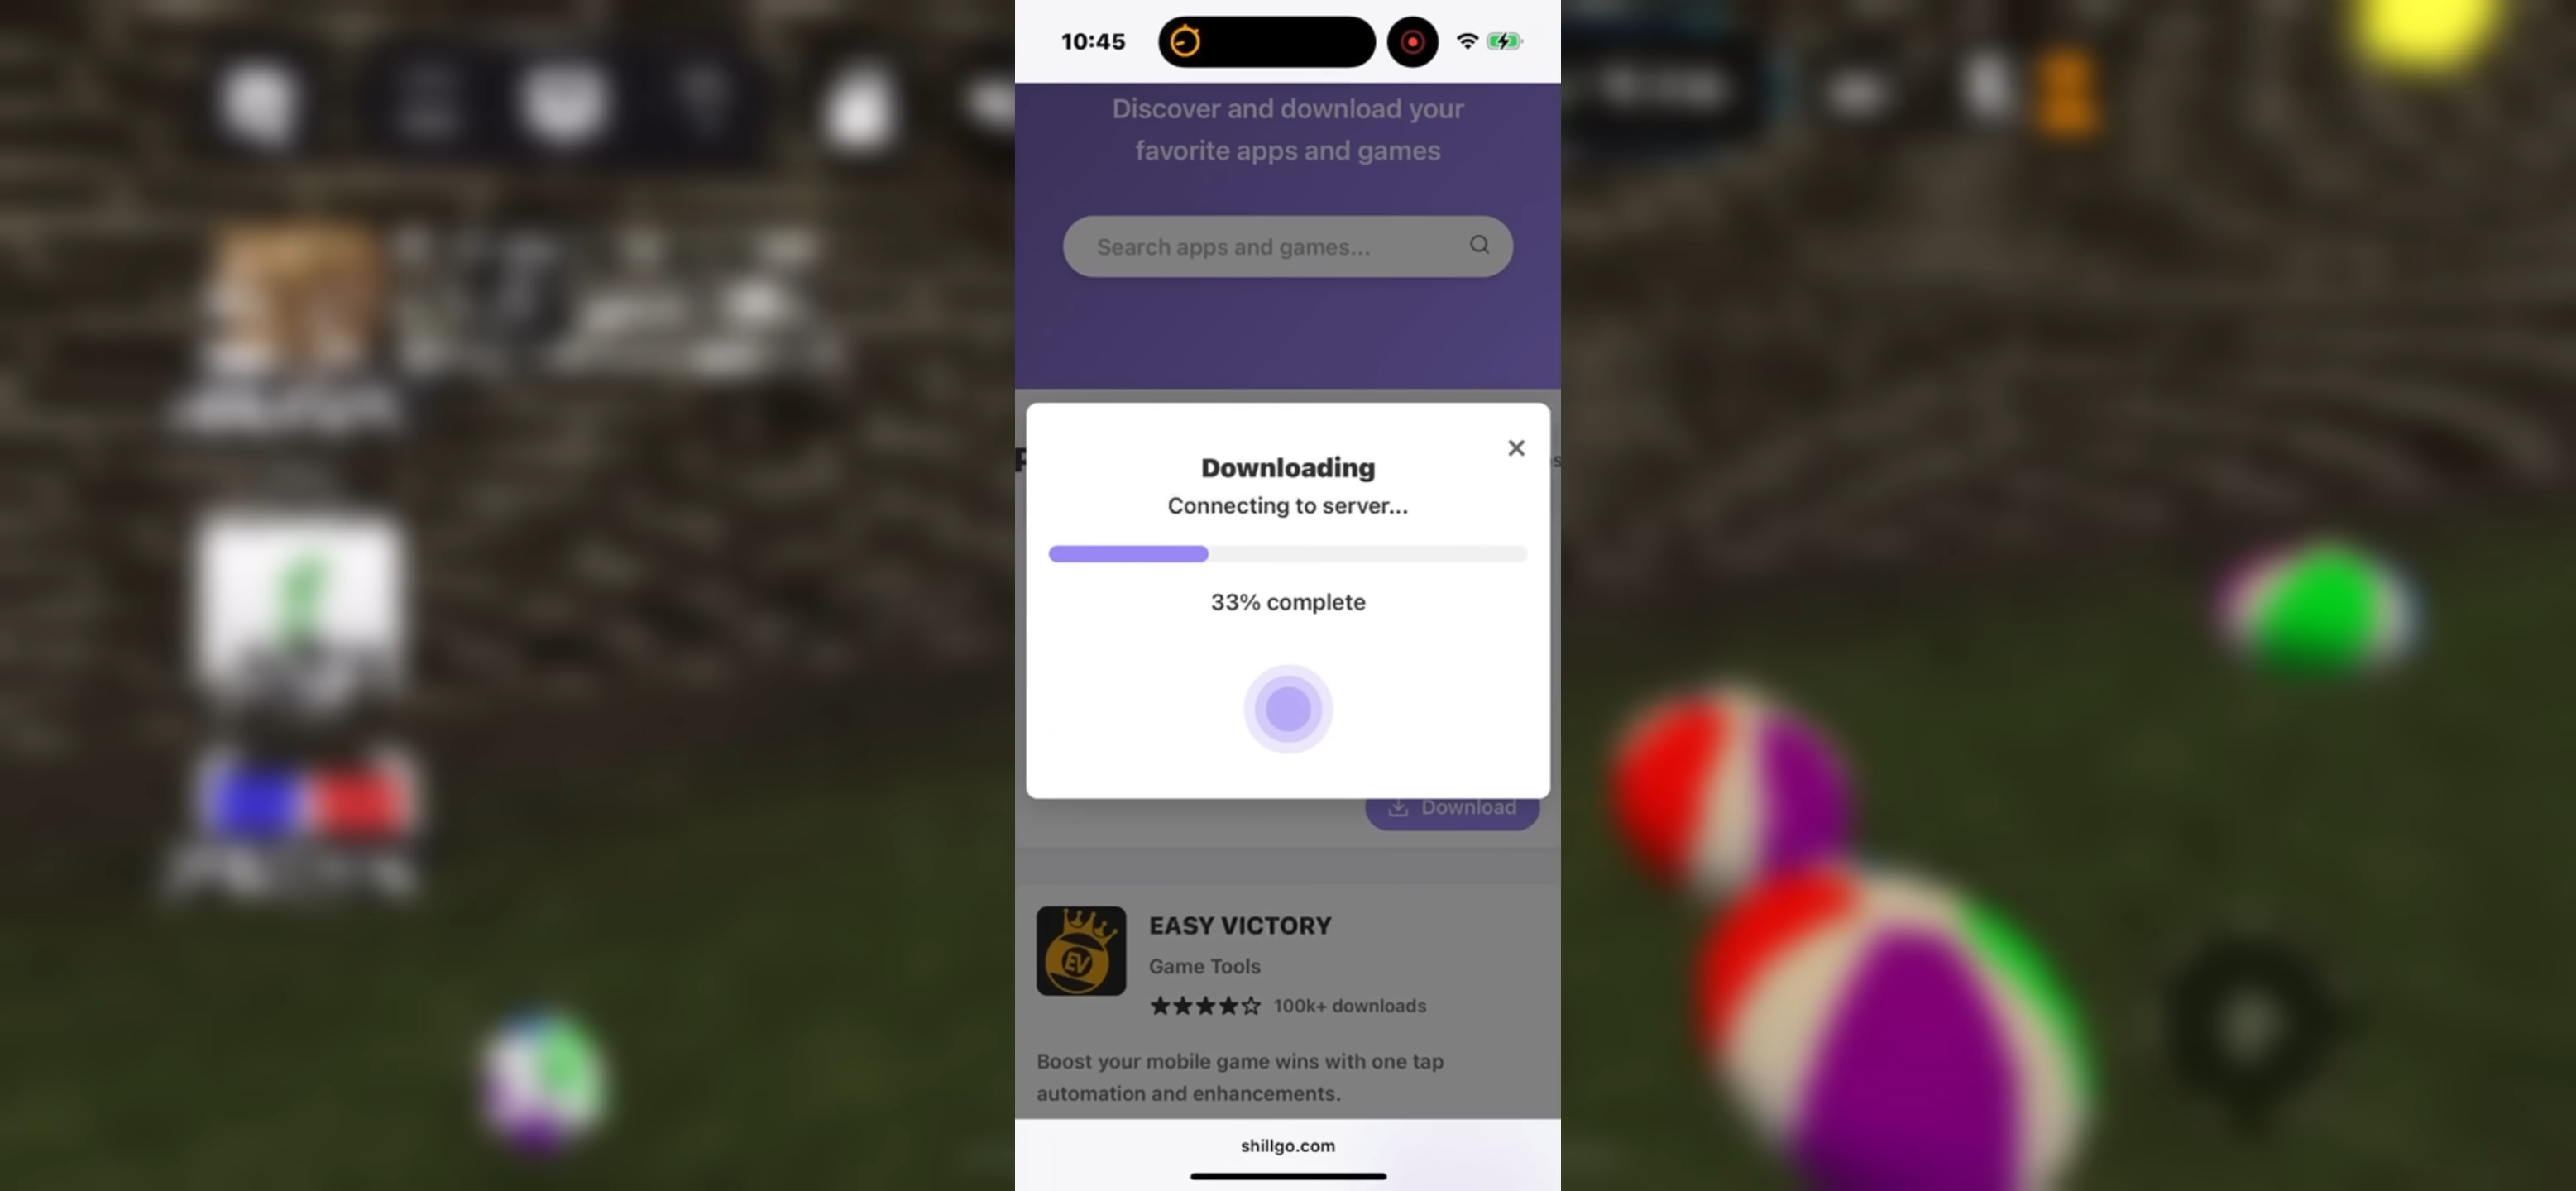 10:45
Discover and download your
favorite apps and games
Search apps and games...
Downloading
Connecting to server...
33% complete
Download
EASY VICTORY
EV
Game Tools
100k+ downloads
Boost your mobile game wins with one tap
automation and enhancements.
shillgo.com